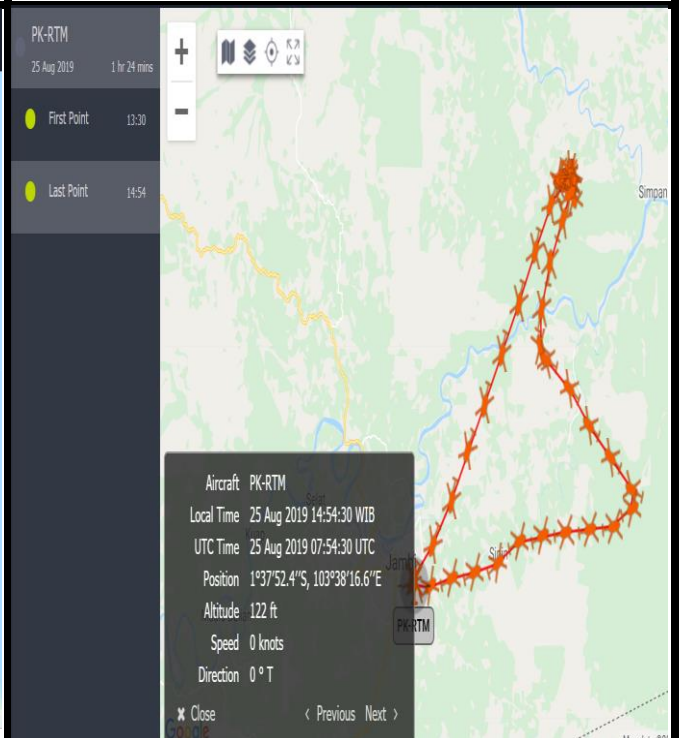 PK-RTM
25 Aug 2019 1 hr 24 mins
First Point 13:30
Last Point 14:54
+
−
Simpan
Aircraft PK-RTM
Local Time 25 Aug 2019 14:54:30 WIB
UTC Time 25 Aug 2019 07:54:30 UTC
Position 1°37'52.4''S, 103°38'16.6''E
Altitude 122 ft
Speed 0 knots
Direction 0 ° T
✖ Close < Previous Next >
Selat
Jambi
PK-RTM
Google